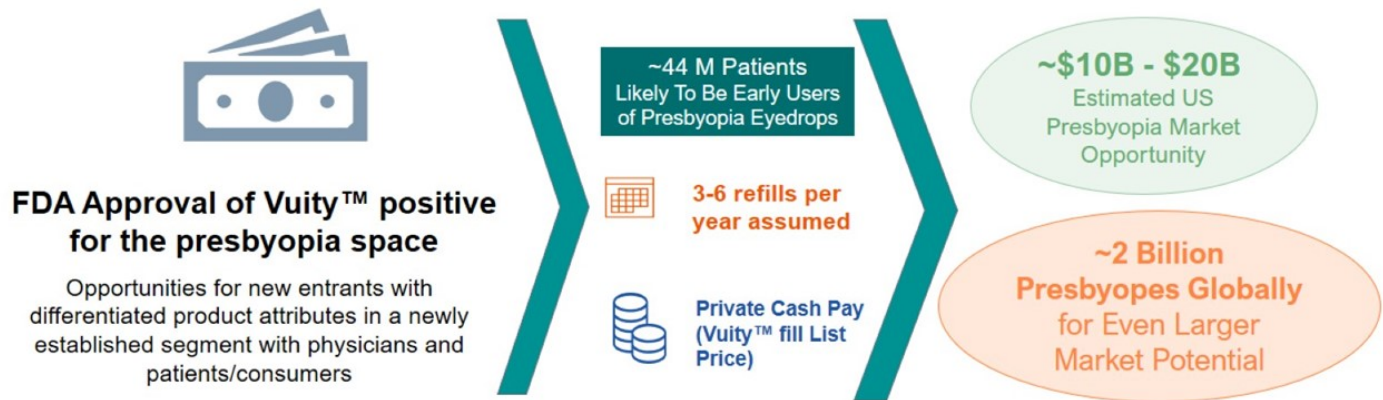 FDA Approval of Vuity™ positive
for the presbyopia space
Opportunities for new entrants with
differentiated product attributes in a newly
established segment with physicians and
patients/consumers
~44 M Patients
Likely To Be Early Users
of Presbyopia Eyedrops
3-6 refills per
year assumed
Private Cash Pay
(Vuity™ fill List
Price)
~$10B - $20B
Estimated US
Presbyopia Market
Opportunity
~2 Billion
Presbyopes Globally
for Even Larger
Market Potential